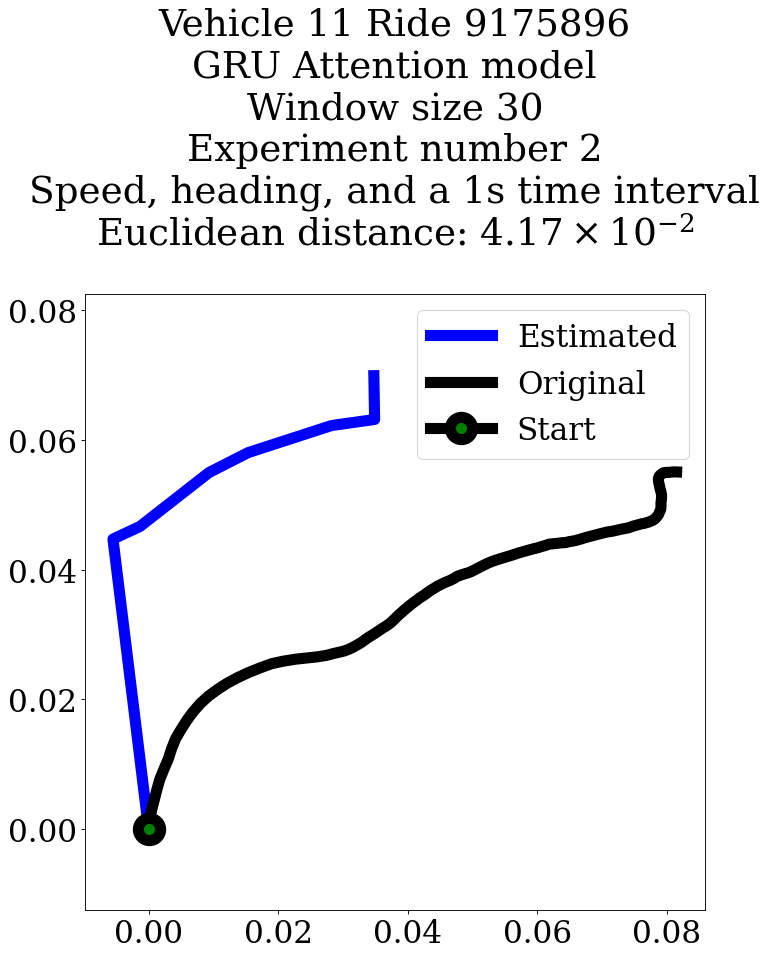 Vehicle 11 Ride 9175896
GRU Attention model
Window size 30
Experiment number 2
Speed, heading, and a 1s time interval
Euclidean distance: 4.17 × 10⁻²
Estimated
Original
Start
0.08
0.06
0.04
0.02
0.00
0.00 0.02 0.04 0.06 0.08